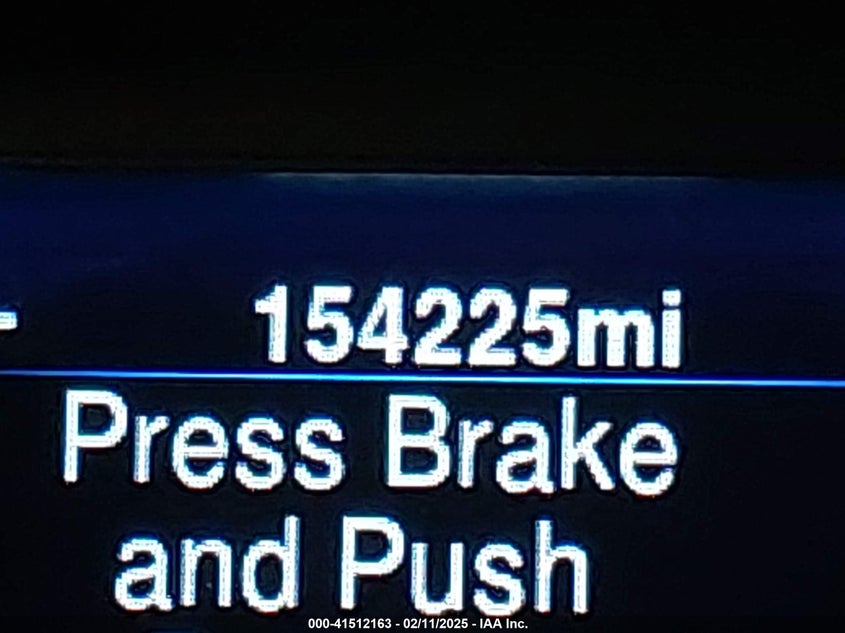 154225mi
Press Brake
and Push
000-41512163 - 02/11/2025 - IAA Inc.